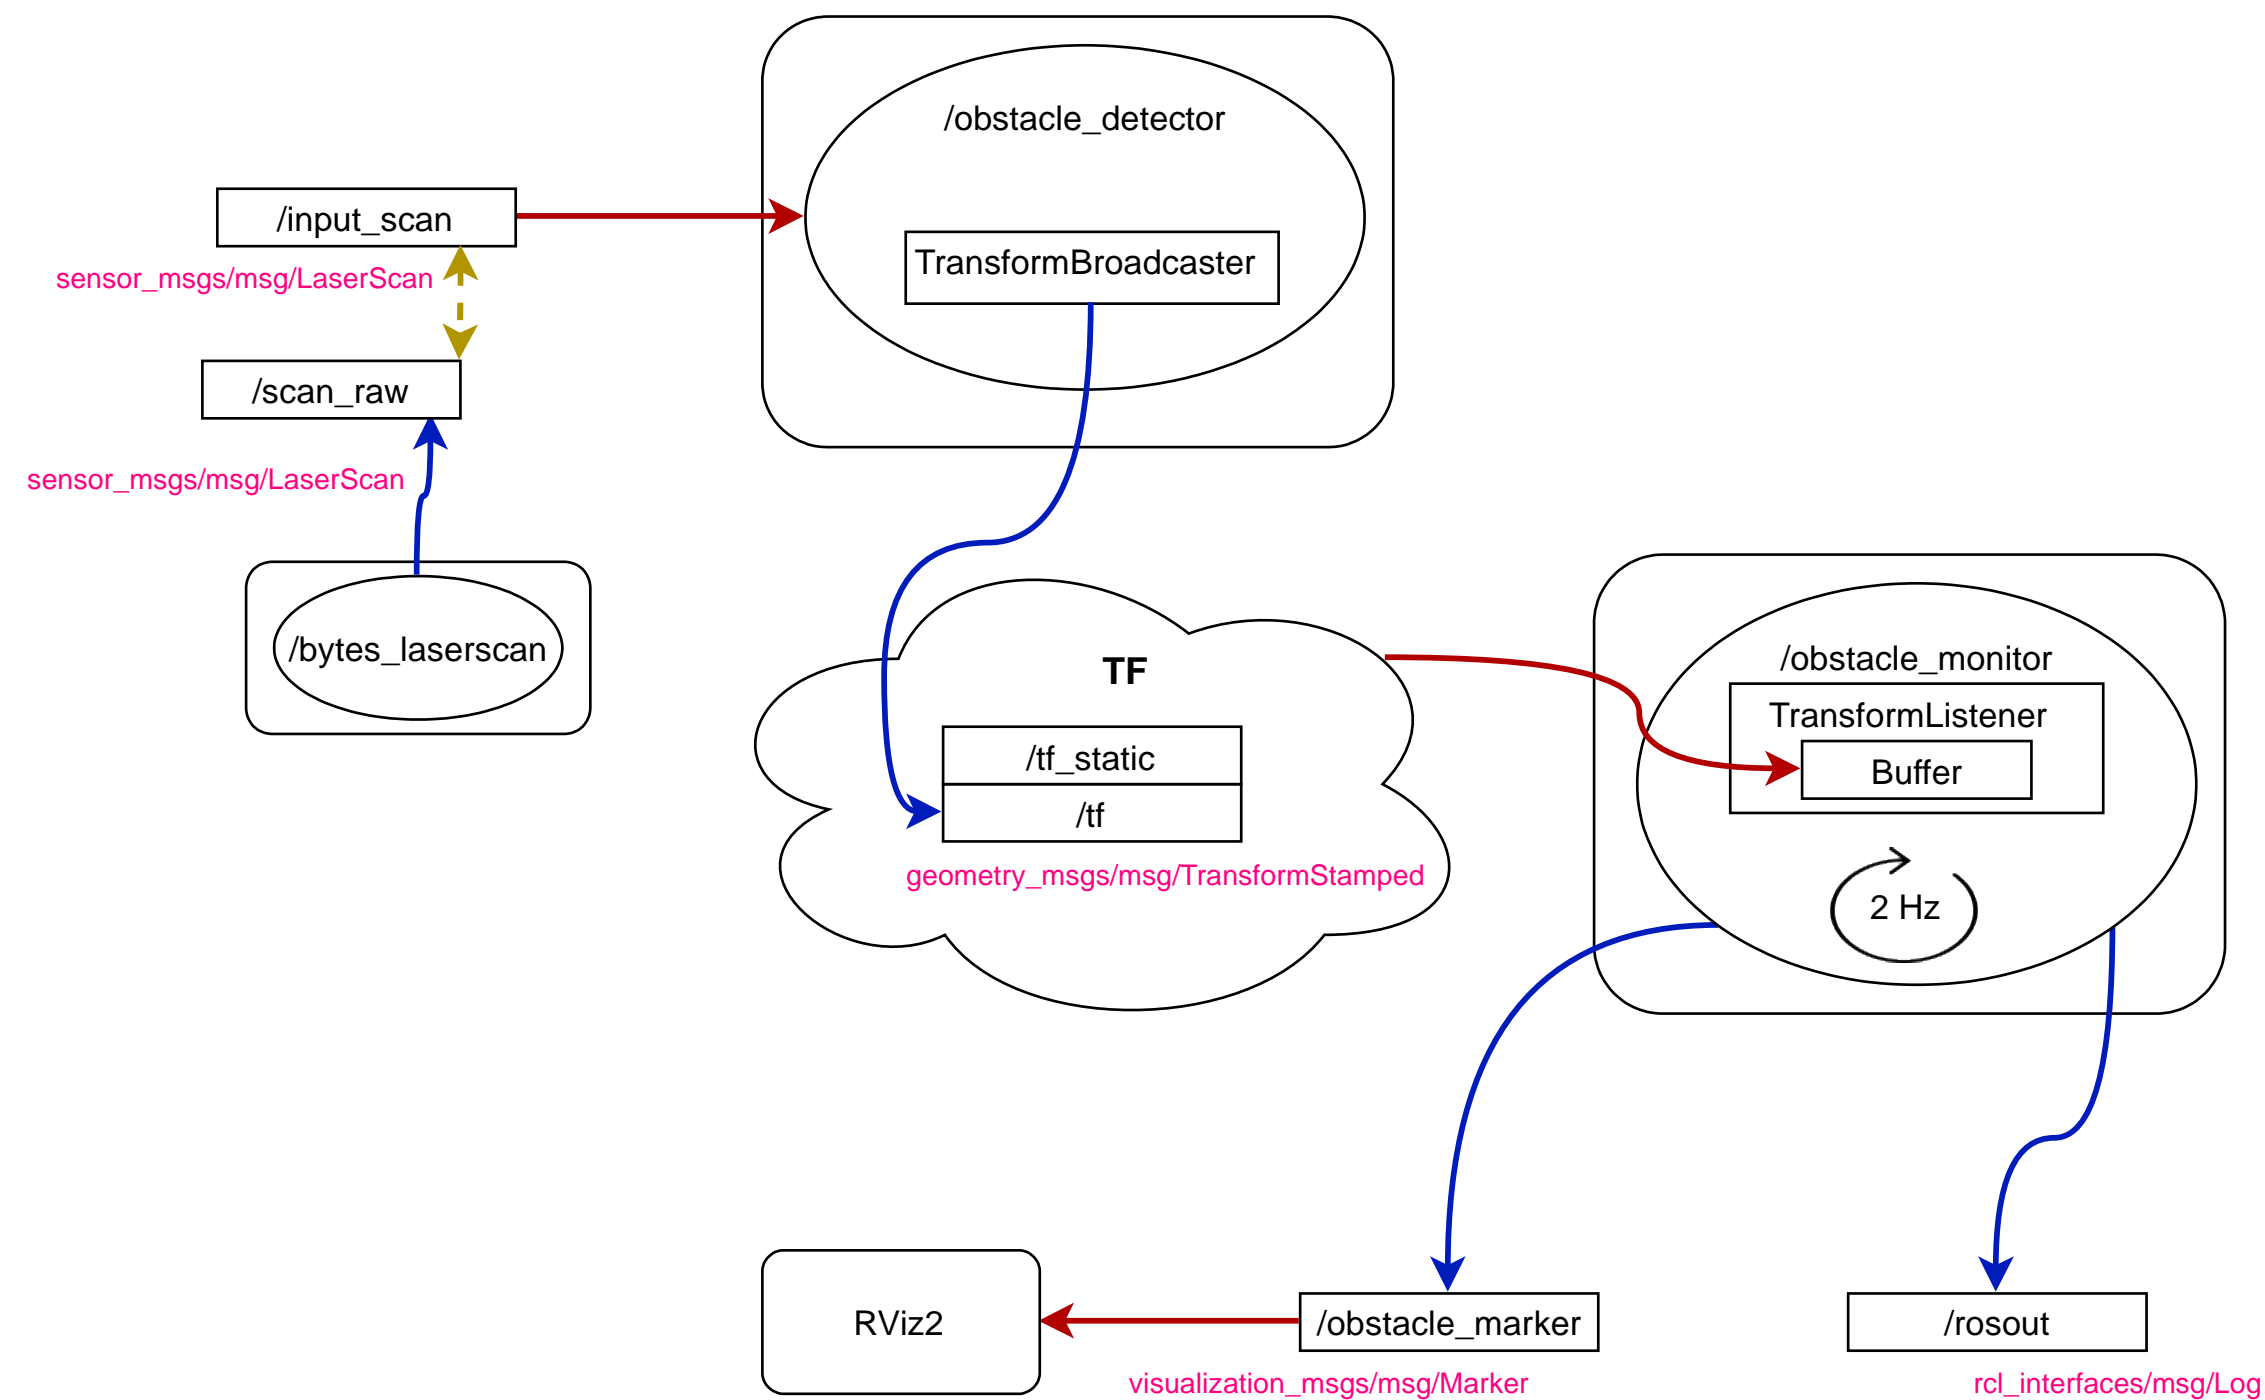 /obstacle_detector
/input_scan
TransformBroadcaster
sensor_msgs/msg/LaserScan
/scan_raw
sensor_msgs/msg/LaserScan
/bytes_laserscan
TF
/obstacle_monitor
TransformListener
/tf_static
Buffer
/tf
geometry_msgs/msg/TransformStamped
2 Hz
RViz2
/obstacle_marker
/rosout
visualization_msgs/msg/Marker
rcl_interfaces/msg/Log